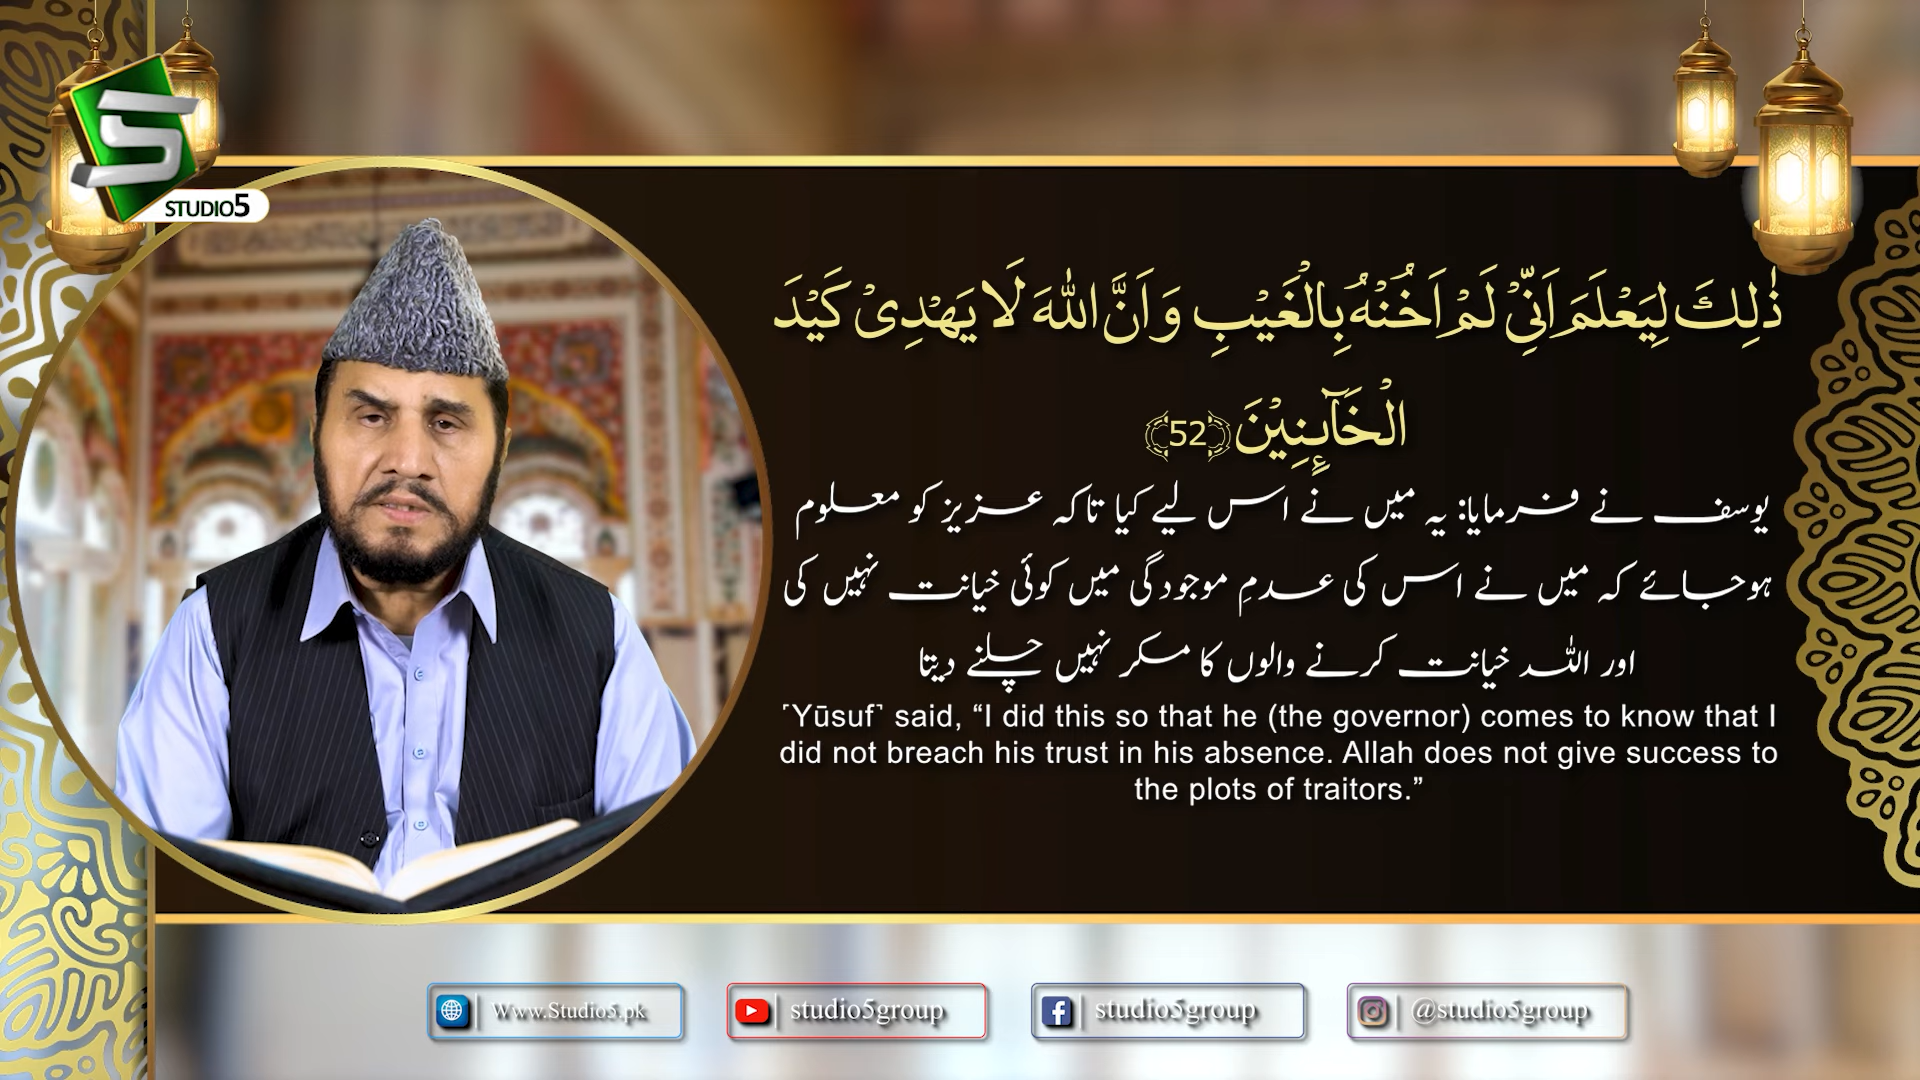 STUDIO5
ذٰلِكَ لِيَعْلَمَ اَنِّىْ لَمْ اَخُنْهُ بِالْغَيْبِ وَ اَنَّ اللّٰهَ لَا يَهْدِىْ كَيْدَ
الْخَآىِٕنِيْنَ ﴿52﴾
یوسف نے فرمایا: یہ میں نے اس لیے کیا تاکہ عزیز کو معلوم
ہوجائے کہ میں نے اس کی عدمِ موجودگی میں کوئی خیانت نہیں کی
اور اللہ خیانت کرنے والوں کا مکر نہیں چلنے دیتا
˹Yūsuf˺ said, “I did this so that he (the governor) comes to know that I
did not breach his trust in his absence. Allah does not give success to
the plots of traitors.”
Www.Studio5.pk
studio5group
studio5group
@studio5group